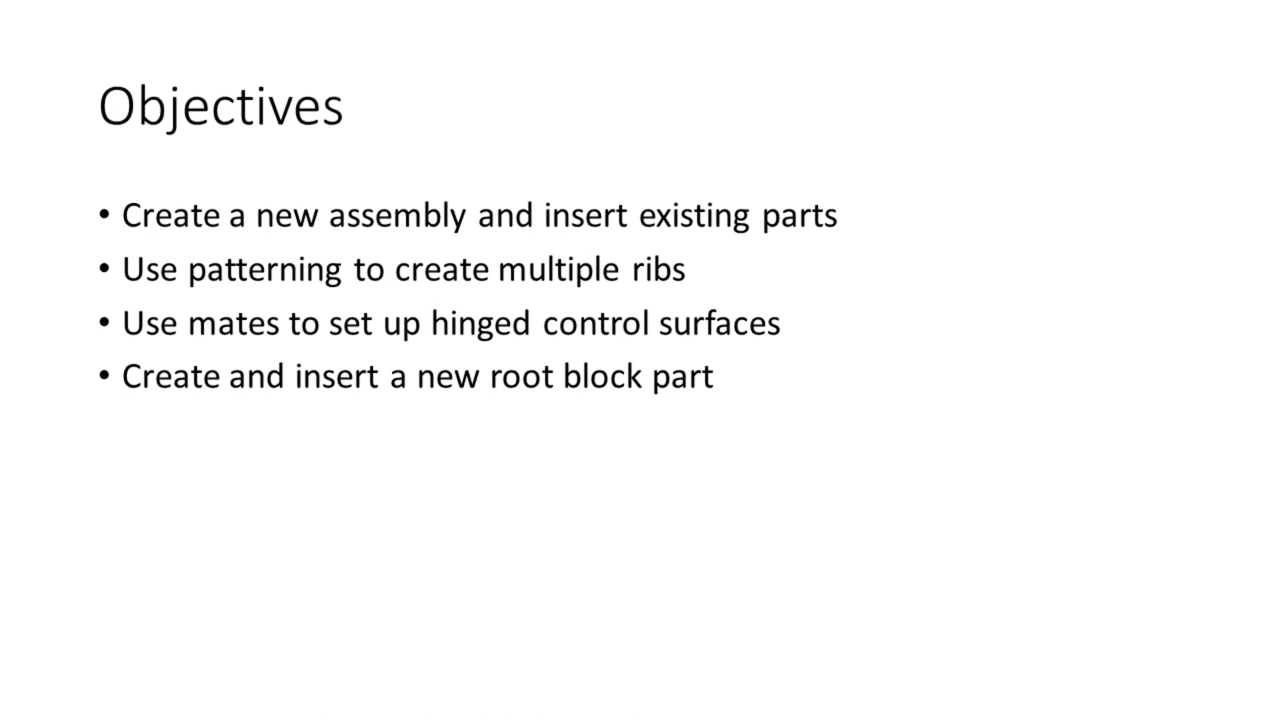 Objectives
• Create a new assembly and insert existing parts
• Use patterning to create multiple ribs
• Use mates to set up hinged control surfaces
• Create and insert a new root block part